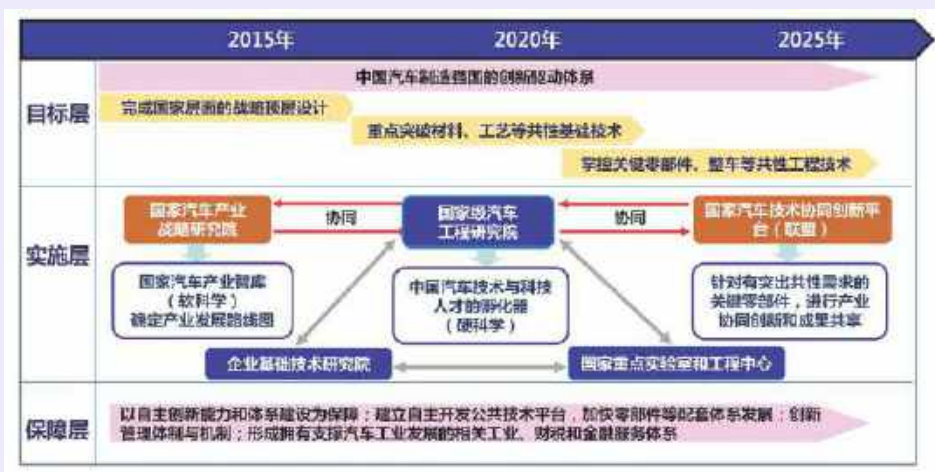 2015年
2020年
2025年
目标层
中国汽车制造强国的创新驱动体系
完成国家层面的战略顶层设计
重点突破材料、工艺等共性基础技术
掌握关键零部件、整车等共性工程技术
实施层
国家汽车产业
战略研究院
协同
国家级汽车
工程研究院
协同
国家汽车技术协同创新平
台（联盟）
国家汽车产业智库
（软科学）
确定产业发展路线图
中国汽车技术与科技
人才的孵化器
（硬科学）
针对有突出共性需求的
关键零部件，进行产业
协同创新和成果共享
企业基础技术研究院
国家重点实验室和工程中心
保障层
以自主创新能力和体系建设为保障；建立自主开发公共技术平台，加快零部件等配套体系发展；创新
管理体制与机制；形成拥有支撑汽车工业发展的相关工业、财税和金融服务体系